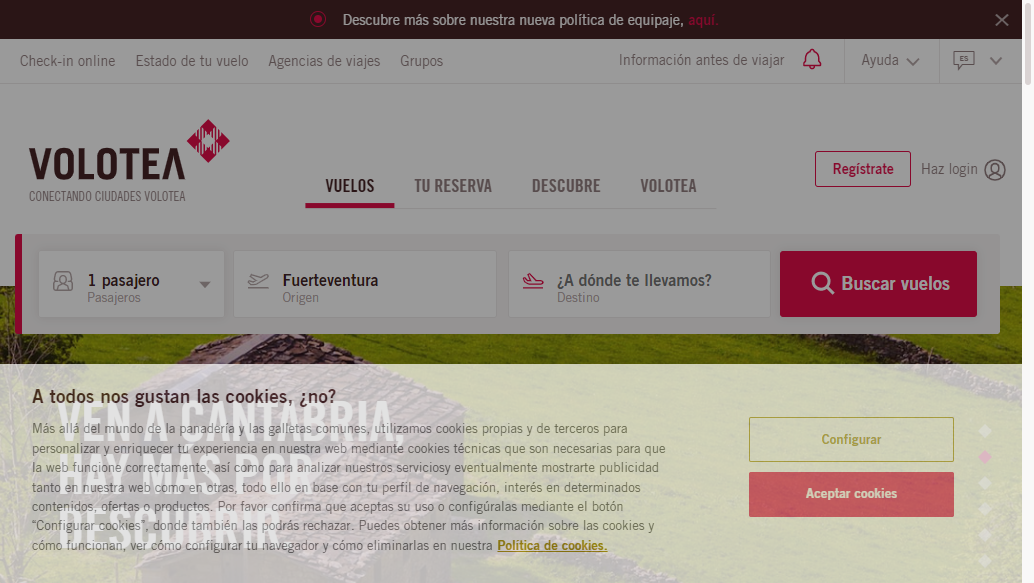 Descubre más sobre nuestra nueva política de equipaje, aquí.
Check-in online Estado de tu vuelo Agencias de viajes Grupos Información antes de viajar Ayuda ES
VOLOTEA
CONECTANDO CIUDADES VOLOTEA
VUELOS TU RESERVA DESCUBRE VOLOTEA
Regístrate Haz login
1 pasajero
Pasajeros
Fuerteventura
Origen
¿A dónde te llevamos?
Destino
Buscar vuelos
VEN A CANTABRIA,
HAY MÁS POR
DESCUBRIR
A todos nos gustan las cookies, ¿no?
Más allá del mundo de la panadería y las galletas comunes, utilizamos cookies propias y de terceros para
personalizar y enriquecer tu experiencia en nuestra web mediante cookies técnicas que son necesarias para que
la web funcione correctamente, así como para analizar nuestros serviciosy eventualmente mostrarte publicidad
tanto en nuestra web como en otras, todo ello en base con tu perfil de navegación, interés en determinados
contenidos, ofertas o productos. Por favor confirma que aceptas su uso o configúralas mediante el botón
“Configurar cookies”, donde también las podrás rechazar. Puedes obtener más información sobre las cookies y
cómo funcionan, ver cómo configurar tu navegador y cómo eliminarlas en nuestra Política de cookies.
Configurar
Aceptar cookies